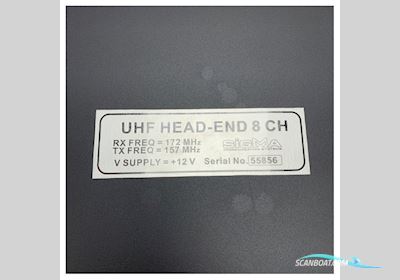 UHF HEAD-END 8 CH
RX FREQ = 172 MHz
TX FREQ = 157 MHz
SIGMA
V SUPPLY = +12 V Serial No. 55856
SCANBOAT.COM